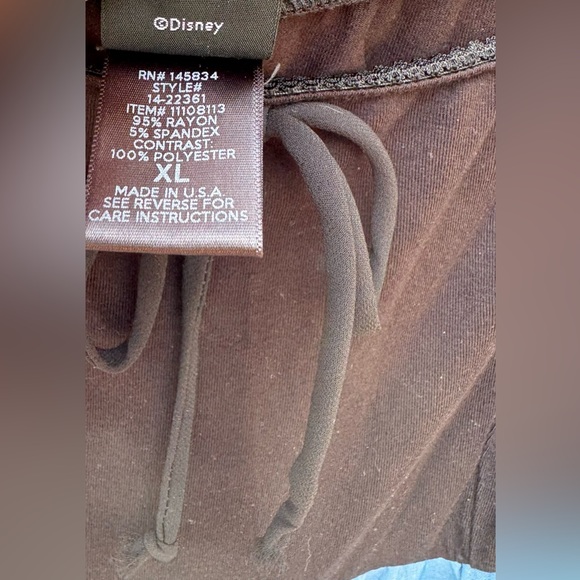 ©Disney
RN# 145834
STYLE#
14-22361
ITEM# 11108113
95% RAYON
5% SPANDEX
CONTRAST:
100% POLYESTER
XL
MADE IN U.S.A
SEE REVERSE FOR
CARE INSTRUCTIONS